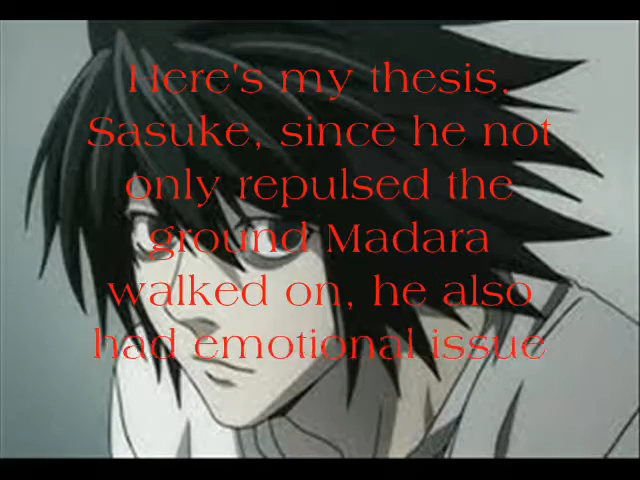 Here's my thesis,
Sasuke, since he not
only repulsed the
ground Madara
walked on, he also
had emotional issue